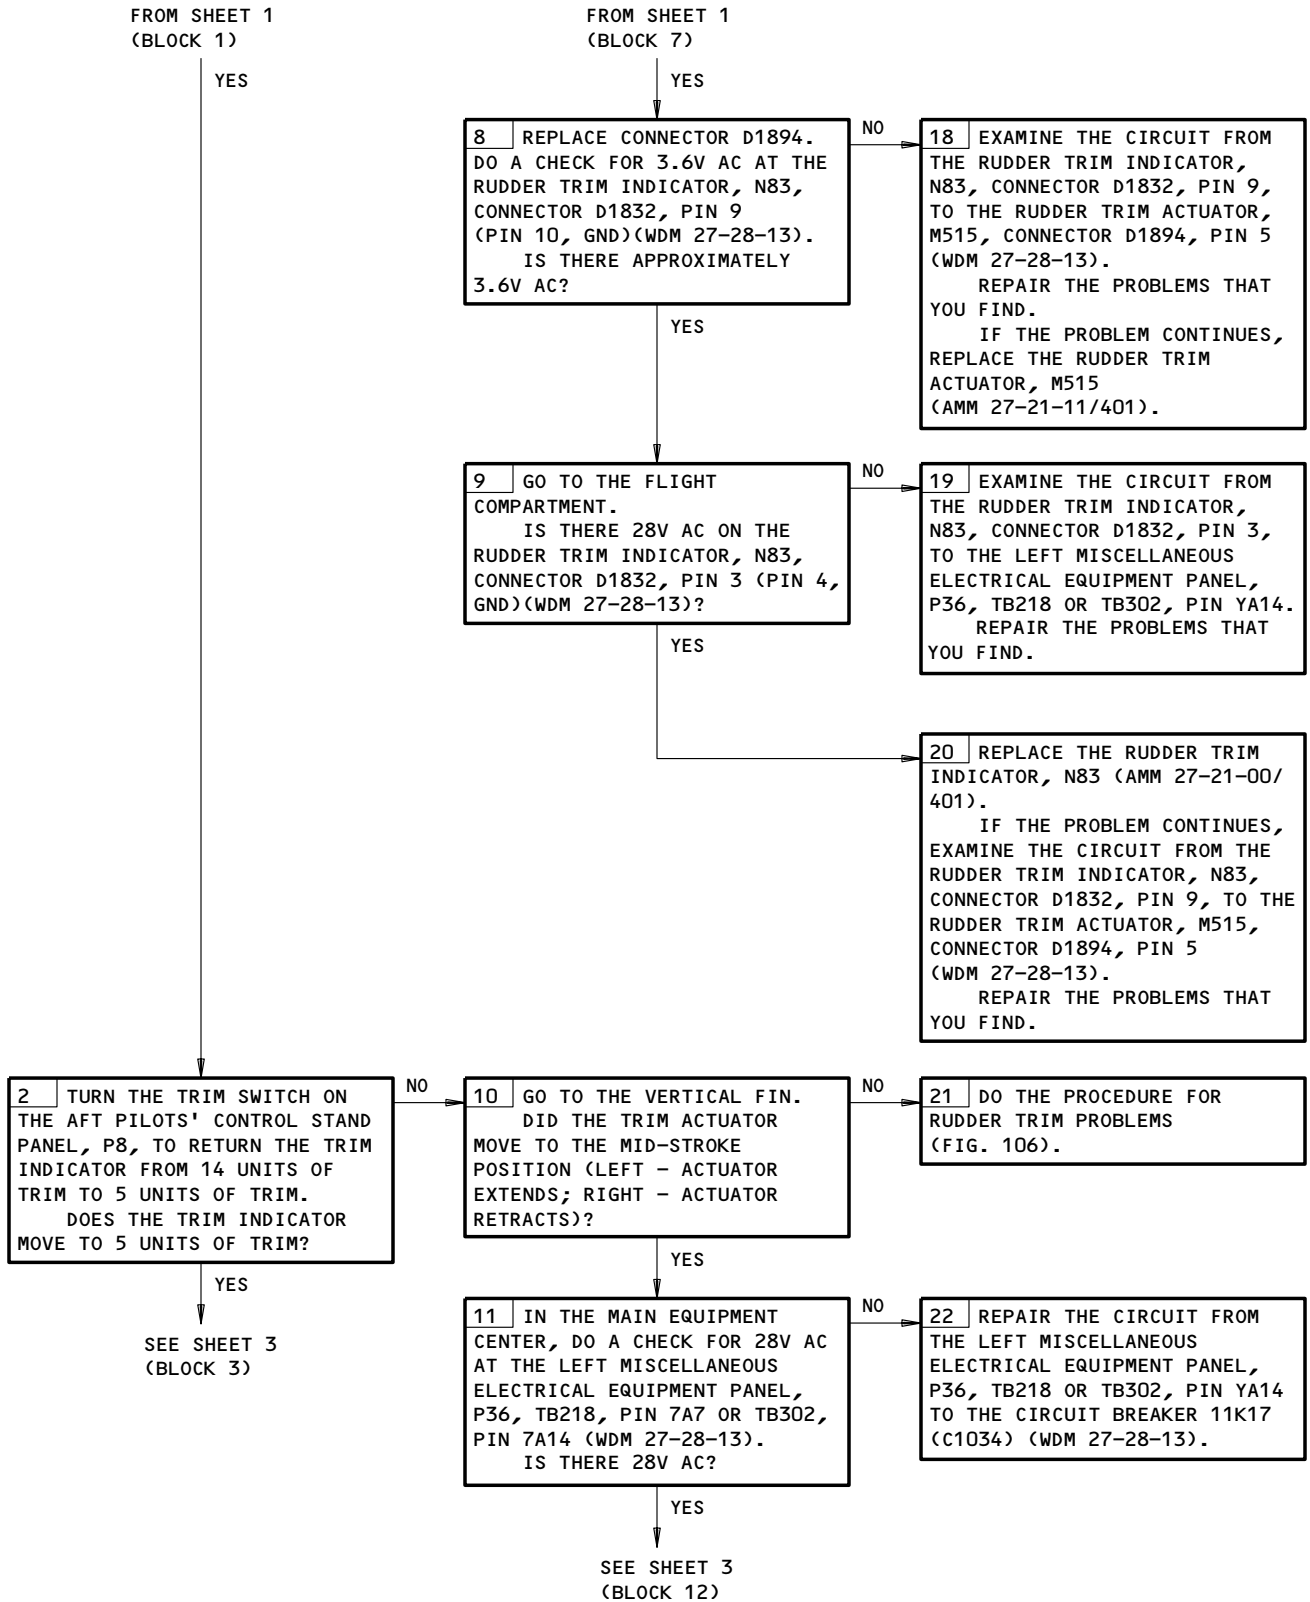 FROM SHEET 1
(BLOCK 1)
YES
FROM SHEET 1
(BLOCK 7)
YES
8 REPLACE CONNECTOR D1894.
DO A CHECK FOR 3.6V AC AT THE
RUDDER TRIM INDICATOR, N83,
CONNECTOR D1832, PIN 9
(PIN 10, GND)(WDM 27-28-13).
IS THERE APPROXIMATELY
3.6V AC?
NO
YES
18 EXAMINE THE CIRCUIT FROM
THE RUDDER TRIM INDICATOR,
N83, CONNECTOR D1832, PIN 9,
TO THE RUDDER TRIM ACTUATOR,
M515, CONNECTOR D1894, PIN 5
(WDM 27-28-13).
REPAIR THE PROBLEMS THAT
YOU FIND.
IF THE PROBLEM CONTINUES,
REPLACE THE RUDDER TRIM
ACTUATOR, M515
(AMM 27-21-11/401).
9 GO TO THE FLIGHT
COMPARTMENT.
IS THERE 28V AC ON THE
RUDDER TRIM INDICATOR, N83,
CONNECTOR D1832, PIN 3 (PIN 4,
GND)(WDM 27-28-13)?
NO
YES
19 EXAMINE THE CIRCUIT FROM
THE RUDDER TRIM INDICATOR,
N83, CONNECTOR D1832, PIN 3,
TO THE LEFT MISCELLANEOUS
ELECTRICAL EQUIPMENT PANEL,
P36, TB218 OR TB302, PIN YA14.
REPAIR THE PROBLEMS THAT
YOU FIND.
20 REPLACE THE RUDDER TRIM
INDICATOR, N83 (AMM 27-21-00/
401).
IF THE PROBLEM CONTINUES,
EXAMINE THE CIRCUIT FROM THE
RUDDER TRIM INDICATOR, N83,
CONNECTOR D1832, PIN 9, TO THE
RUDDER TRIM ACTUATOR, M515,
CONNECTOR D1894, PIN 5
(WDM 27-28-13).
REPAIR THE PROBLEMS THAT
YOU FIND.
2 TURN THE TRIM SWITCH ON
THE AFT PILOTS' CONTROL STAND
PANEL, P8, TO RETURN THE TRIM
INDICATOR FROM 14 UNITS OF
TRIM TO 5 UNITS OF TRIM.
DOES THE TRIM INDICATOR
MOVE TO 5 UNITS OF TRIM?
NO
YES
SEE SHEET 3
(BLOCK 3)
10 GO TO THE VERTICAL FIN.
DID THE TRIM ACTUATOR
MOVE TO THE MID-STROKE
POSITION (LEFT - ACTUATOR
EXTENDS; RIGHT - ACTUATOR
RETRACTS)?
NO
YES
21 DO THE PROCEDURE FOR
RUDDER TRIM PROBLEMS
(FIG. 106).
11 IN THE MAIN EQUIPMENT
CENTER, DO A CHECK FOR 28V AC
AT THE LEFT MISCELLANEOUS
ELECTRICAL EQUIPMENT PANEL,
P36, TB218, PIN 7A7 OR TB302,
PIN 7A14 (WDM 27-28-13).
IS THERE 28V AC?
NO
YES
22 REPAIR THE CIRCUIT FROM
THE LEFT MISCELLANEOUS
ELECTRICAL EQUIPMENT PANEL,
P36, TB218 OR TB302, PIN YA14
TO THE CIRCUIT BREAKER 11K17
(C1034) (WDM 27-28-13).
SEE SHEET 3
(BLOCK 12)